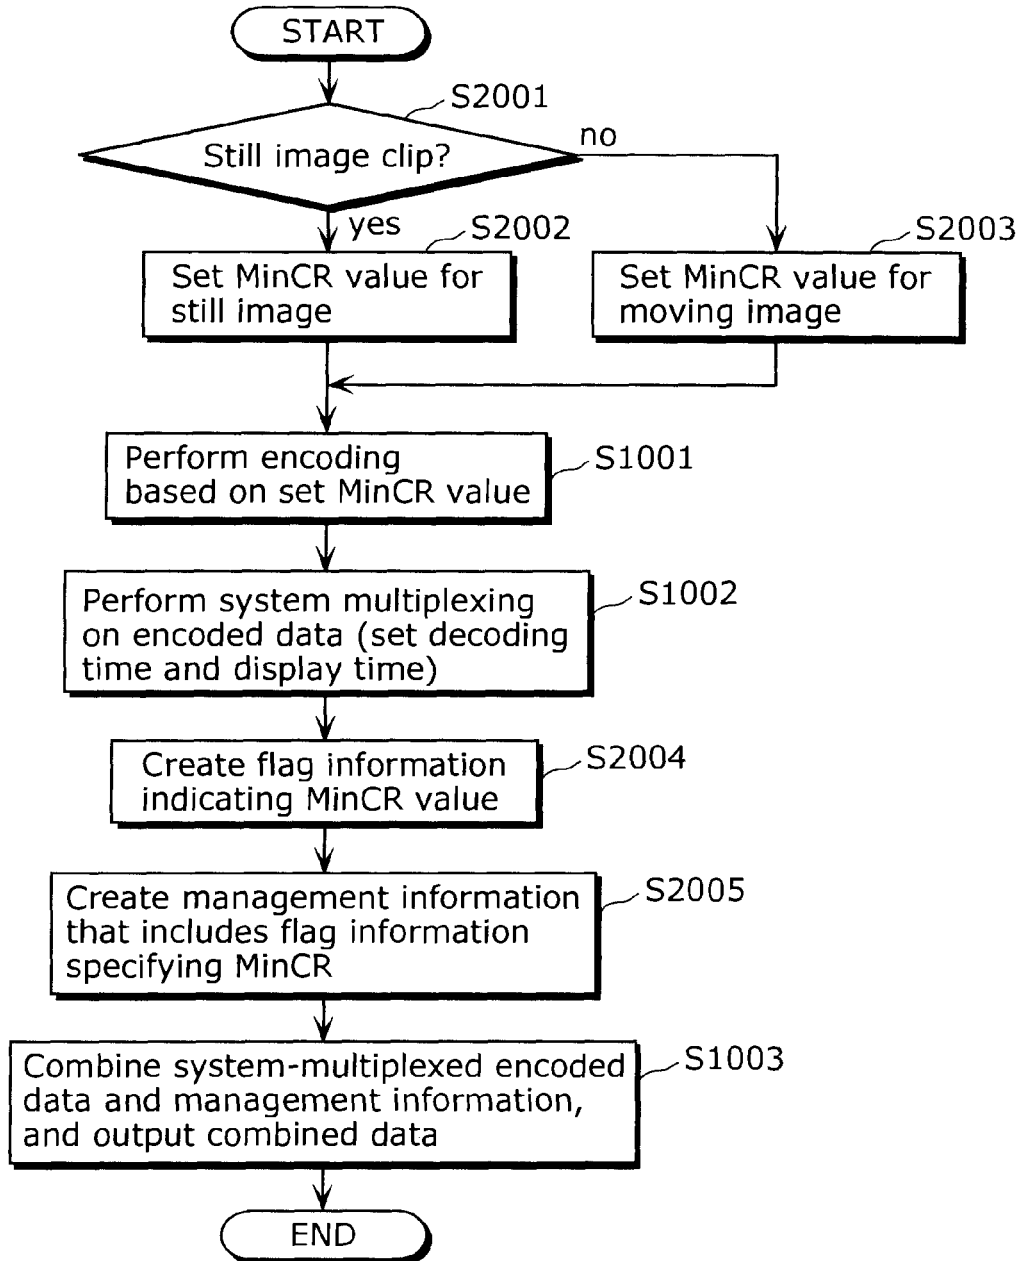 START
S2001
Still image clip?
no
yes
S2002
Set MinCR value for
still image
S2003
Set MinCR value for
moving image
Perform encoding
based on set MinCR value
S1001
Perform system multiplexing
on encoded data (set decoding
time and display time)
S1002
Create flag information
indicating MinCR value
S2004
Create management information
that includes flag information
specifying MinCR
S2005
Combine system-multiplexed encoded
data and management information,
and output combined data
S1003
END